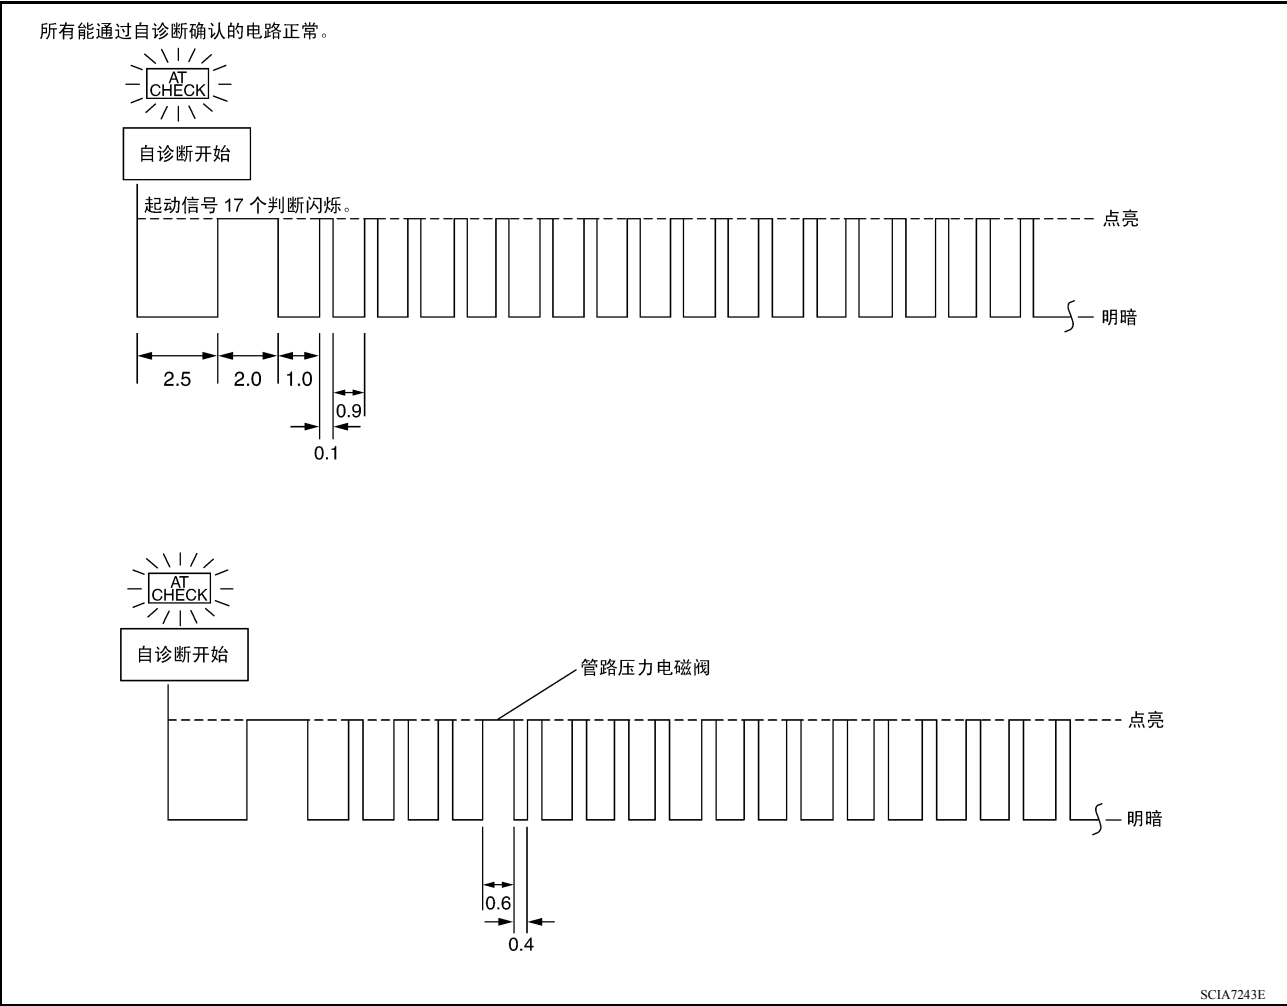 所有能通过自诊断确认的电路正常。
AT
CHECK
自诊断开始
起动信号 17 个判断闪烁。
点亮
明暗
2.5
2.0
1.0
0.9
0.1
AT
CHECK
自诊断开始
管路压力电磁阀
点亮
明暗
0.6
0.4
SCIA7243E